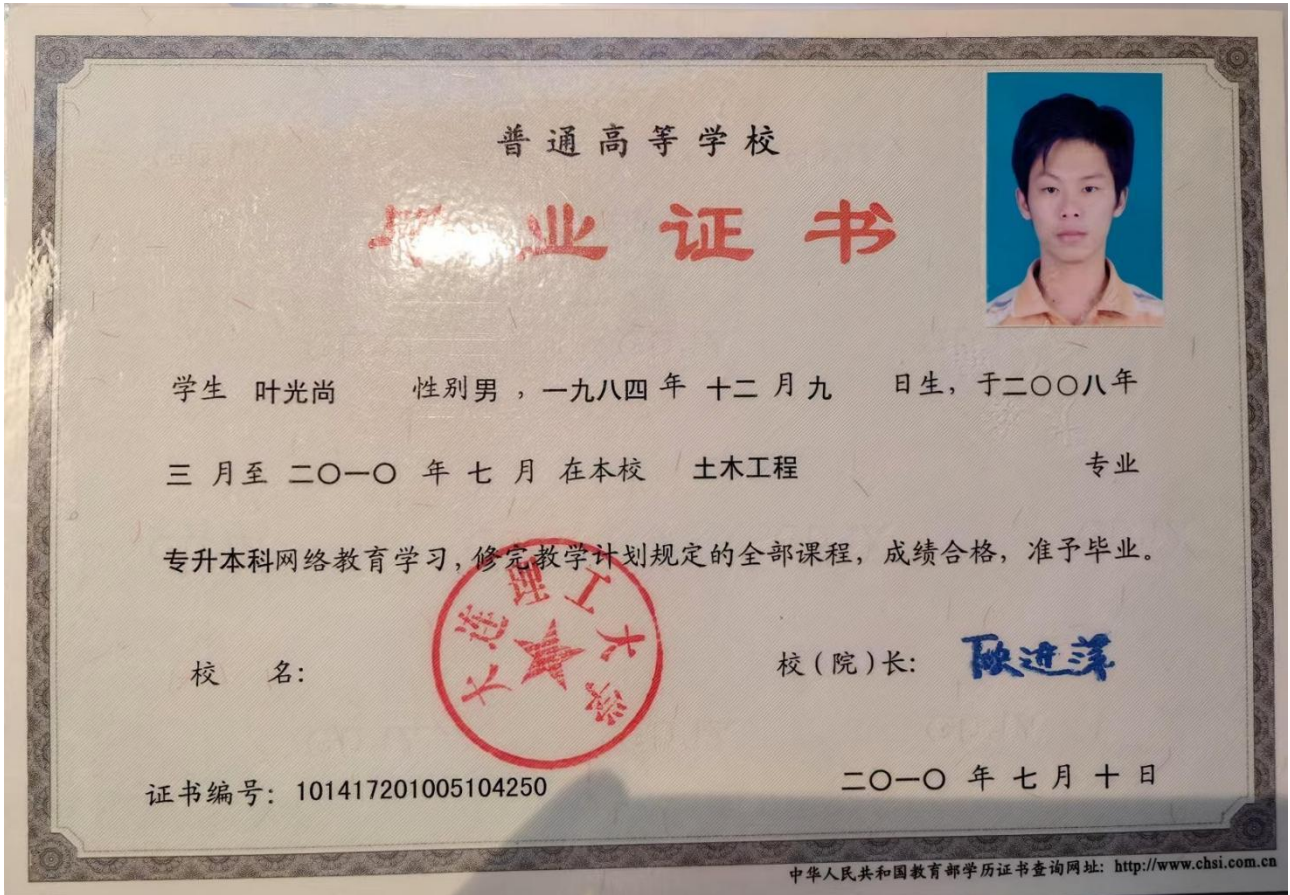 普通高等学校
毕业证书
学生 叶光尚 性别男，一九八四年 十二月九 日生，于二〇〇八年
三 月至 二〇一〇 年 七 月 在本校 土木工程 专业
专升本科网络教育学习，修完教学计划规定的全部课程，成绩合格，准予毕业。
大连理工大学
校 名： 校（院）长： 欧进萍
证书编号：101417201005104250 二〇一〇 年 七 月 十 日
中华人民共和国教育部学历证书查询网址：http://www.chsi.com.cn